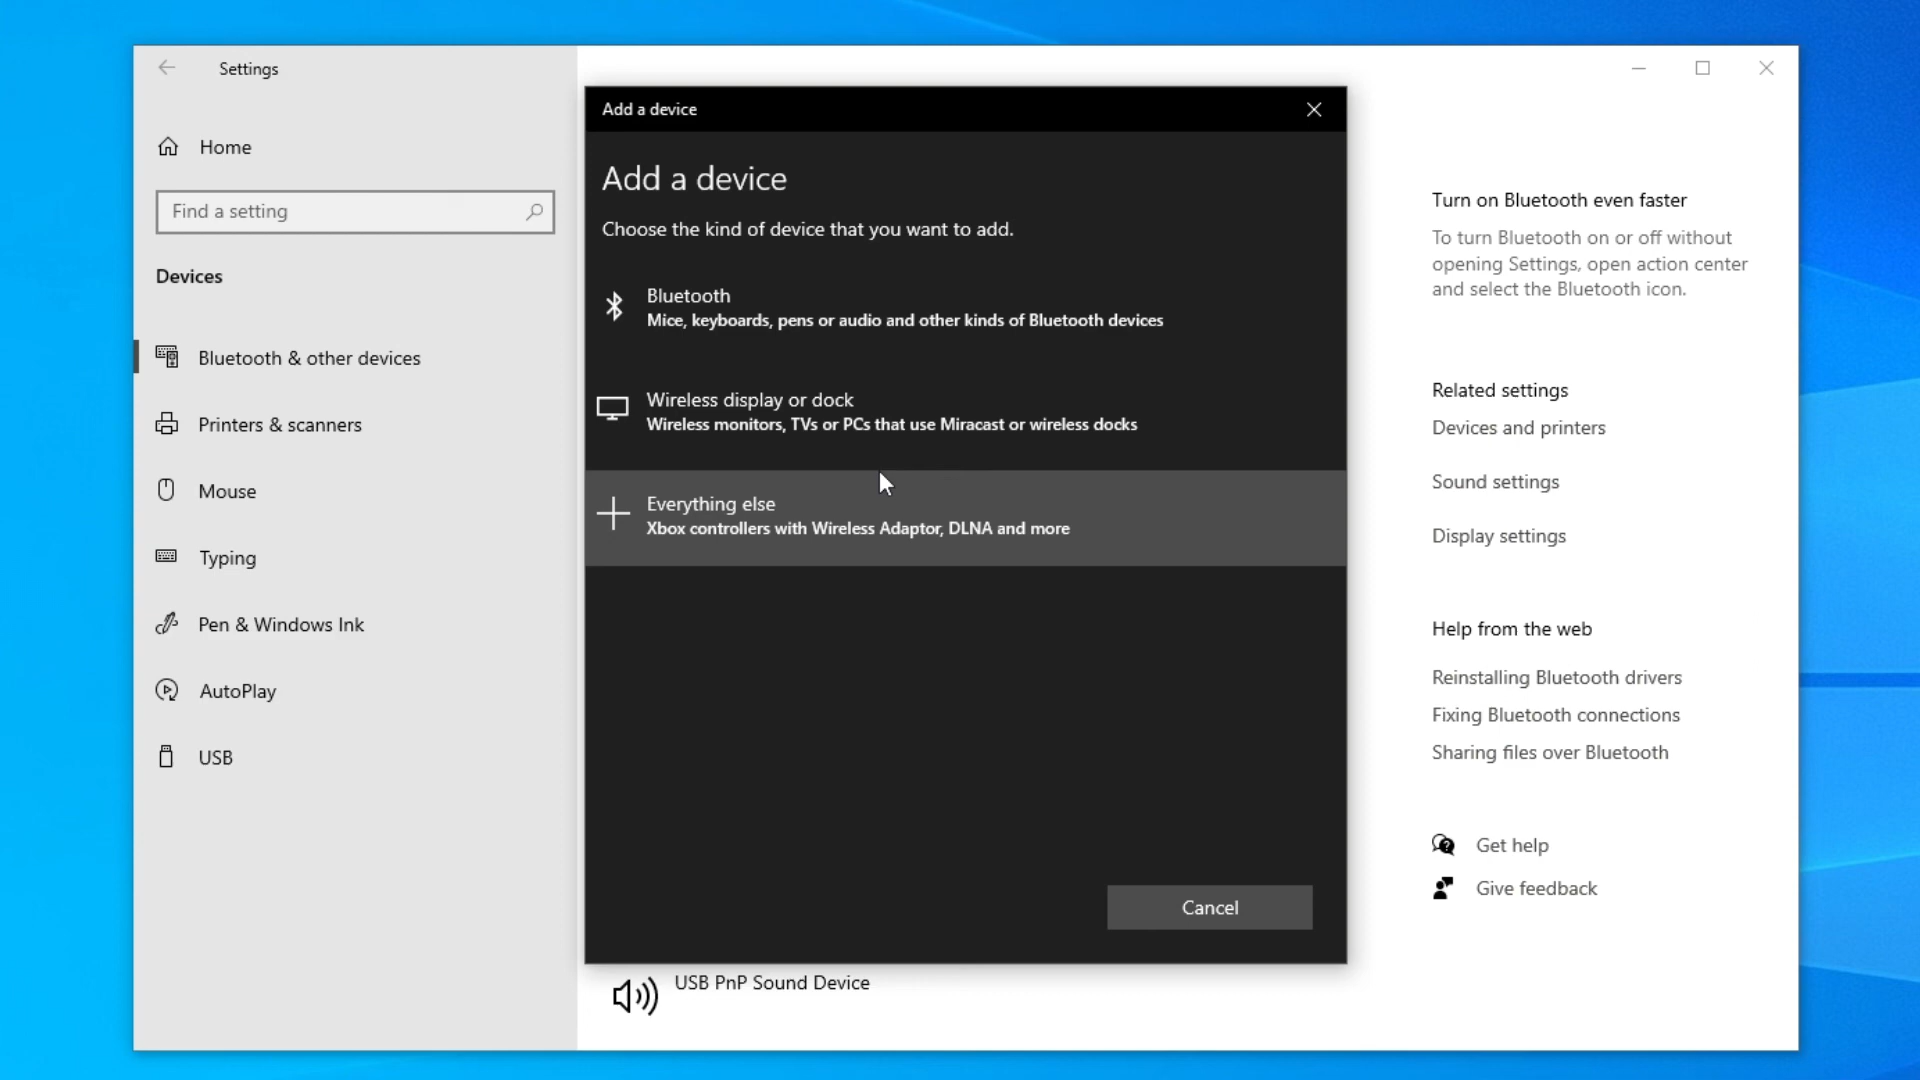 Settings
Home
Find a setting
Devices
Bluetooth & other devices
Printers & scanners
Mouse
Typing
Pen & Windows Ink
AutoPlay
USB
Add a device
Add a device
Choose the kind of device that you want to add.
Bluetooth
Mice, keyboards, pens or audio and other kinds of Bluetooth devices
Wireless display or dock
Wireless monitors, TVs or PCs that use Miracast or wireless docks
Everything else
Xbox controllers with Wireless Adaptor, DLNA and more
Cancel
USB PnP Sound Device
Turn on Bluetooth even faster
To turn Bluetooth on or off without
opening Settings, open action center
and select the Bluetooth icon.
Related settings
Devices and printers
Sound settings
Display settings
Help from the web
Reinstalling Bluetooth drivers
Fixing Bluetooth connections
Sharing files over Bluetooth
Get help
Give feedback